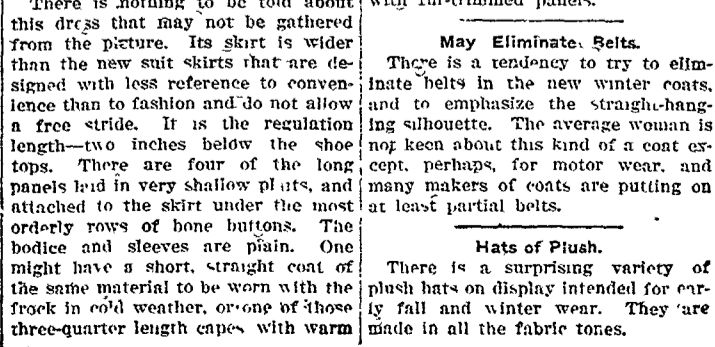 There is nothing to be told about
this dress that may not be gathered
from the picture. Its skirt is wider
than the new suit skirts that are de-
signed with less reference to conven-
ience than to fashion and do not allow
a free stride. It is the regulation
length—two inches below the shoe
tops. There are four of the long
panels laid in very shallow plaits, and
attached to the skirt under the most
orderly rows of bone buttons. The
bodice and sleeves are plain. One
might have a short, straight coat of
the same material to be worn with the
frock in cold weather, or one of those
three-quarter length capes with warm
with fur-trimmed panels.
May Eliminate Belts.
There is a tendency to try to elim-
inate belts in the new winter coats,
and to emphasize the straight-hang-
ing silhouette. The average woman is
not keen about this kind of a coat ex-
cept, perhaps, for motor wear, and
many makers of coats are putting on
at least partial belts.
Hats of Plush.
There is a surprising variety of
plush hats on display intended for ear-
ly fall and winter wear. They are
made in all the fabric tones.